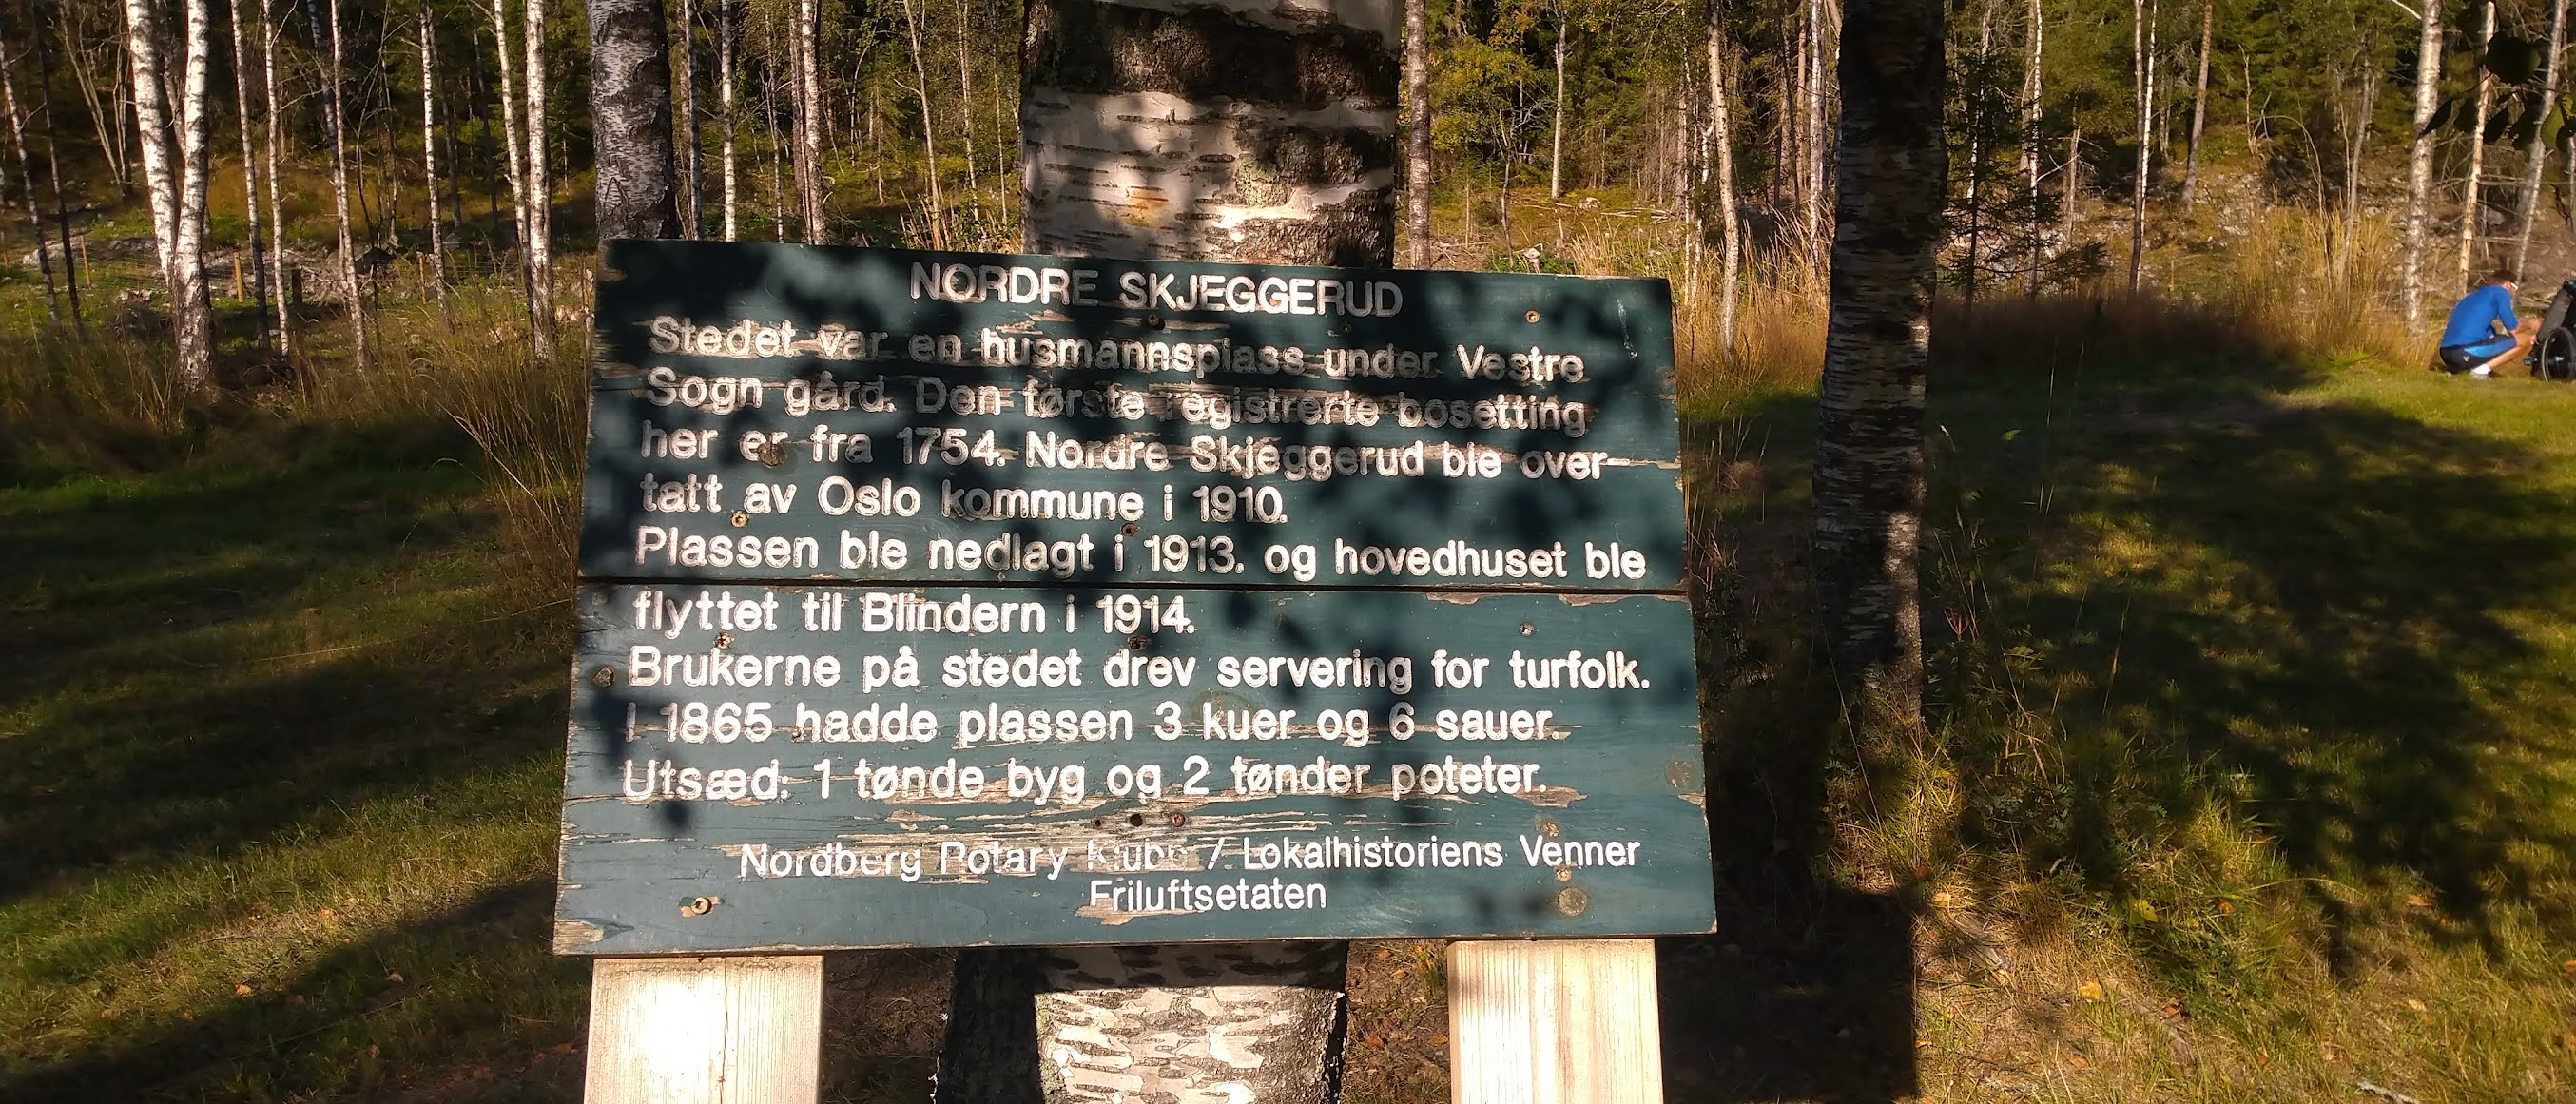 NORDRE SKJEGGERUD
Stedet var en husmannsplass under Vestre
Sogn gård. Den første registrerte bosetting
her er fra 1754. Nordre Skjeggerud ble over-
tatt av Oslo kommune i 1910.
Plassen ble nedlagt i 1913. og hovedhuset ble
flyttet til Blindern i 1914.
Brukerne på stedet drev servering for turfolk.
I 1865 hadde plassen 3 kuer og 6 sauer.
Utsæd: 1 tønde byg og 2 tønder poteter.
Nordberg Rotary Klubb / Lokalhistoriens Venner
Friluftsetaten